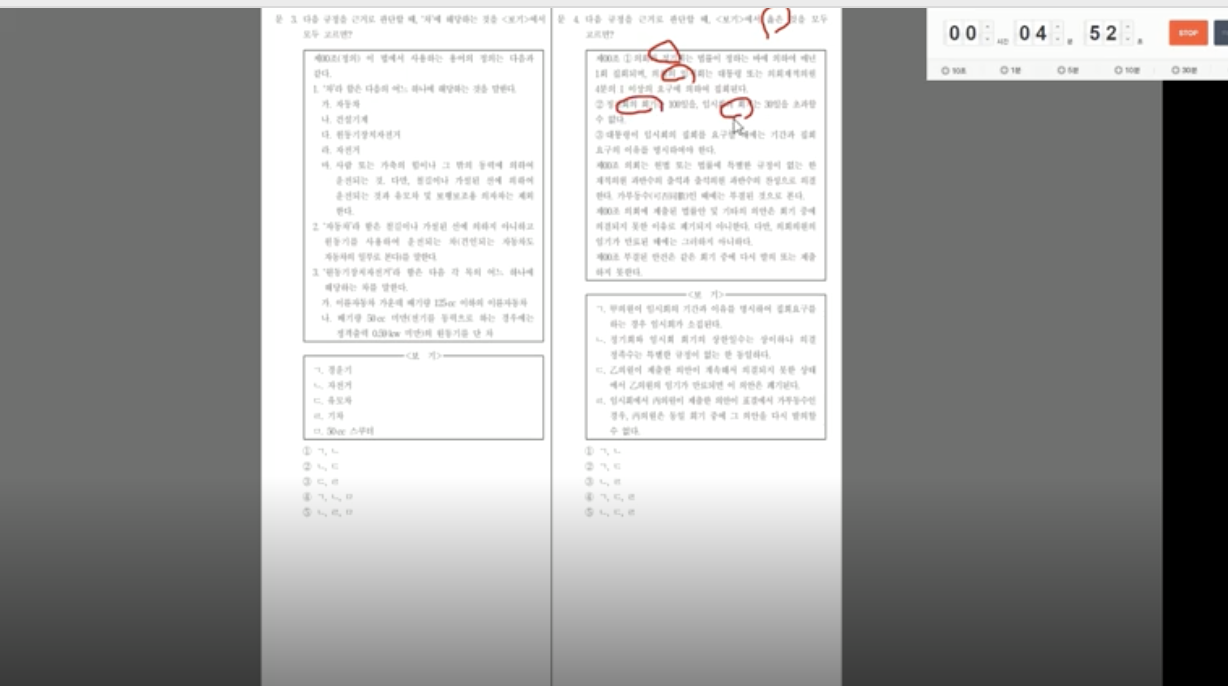 문 3. 다음 규정을 근거로 판단할 때, '차'에 해당하는 것을 <보기>에서
모두 고르면?
제00조(정의) 이 법에서 사용하는 용어의 정의는 다음과
같다.
1. '차'라 함은 다음의 어느 하나에 해당하는 것을 말한다.
가. 자동차
나. 건설기계
다. 원동기장치자전거
라. 자전거
마. 사람 또는 가축의 힘이나 그 밖의 동력에 의하여
운전되는 것. 다만, 철길이나 가설된 선에 의하여
운전되는 것과 유모차 및 보행보조용 의자차는 제외
한다.
2. '자동차'라 함은 철길이나 가설된 선에 의하지 아니하고
원동기를 사용하여 운전되는 차(견인되는 자동차도
자동차의 일부로 본다)를 말한다.
3. '원동기장치자전거'라 함은 다음 각 목의 어느 하나에
해당하는 차를 말한다.
가. 이륜자동차 가운데 배기량 125cc 이하의 이륜자동차
나. 배기량 50cc 미만(전기를 동력으로 하는 경우에는
정격출력 0.59kw 미만)의 원동기를 단 차
<보 기>
ㄱ. 경운기
ㄴ. 자전거
ㄷ. 유모차
ㄹ. 기차
ㅁ. 50cc 스쿠터
① ㄱ, ㄴ
② ㄴ, ㄷ
③ ㄷ, ㄹ
④ ㄱ, ㄴ, ㅁ
⑤ ㄴ, ㄹ, ㅁ
문 4. 다음 규정을 근거로 판단할 때, <보기>에서 옳은 것을 모두
고르면?
제00조 ① 의회의 는 법률이 정하는 바에 의하여 매년
1회 집회되며, 의회의 회는 대통령 또는 의회재적의원
4분의 1 이상의 요구에 의하여 집회된다.
② 회의 회기 100일을, 임시 30일을 초과할
수 없다.
③ 대통령이 임시회의 집회를 요구할 때에는 기간과 집회
요구의 이유를 명시하여야 한다.
제00조 의회는 헌법 또는 법률에 특별한 규정이 없는 한
재적의원 과반수의 출석과 출석의원 과반수의 찬성으로 의결
한다. 가부동수(可否同數)인 때에는 부결된 것으로 본다.
제00조 의회에 제출된 법률안 및 기타의 의안은 회기 중에
의결되지 못한 이유로 폐기되지 아니한다. 다만, 의회의원의
임기가 만료된 때에는 그러하지 아니하다.
제00조 부결된 안건은 같은 회기 중에 다시 발의 또는 제출
하지 못한다.
<보 기>
ㄱ. 甲의원이 임시회의 기간과 이유를 명시하여 집회요구를
하는 경우 임시회가 소집된다.
ㄴ. 정기회와 임시회 회기의 상한일수는 상이하나 의결
정족수는 특별한 규정이 없는 한 동일하다.
ㄷ. 乙의원이 제출한 의안이 계속해서 의결되지 못한 상태
에서 乙의원의 임기가 만료되면 이 의안은 폐기된다.
ㄹ. 임시회에서 丙의원이 제출한 의안이 표결에서 가부동수인
경우, 丙의원은 동일 회기 중에 그 의안을 다시 발의할
수 없다.
① ㄱ, ㄴ
② ㄱ, ㄷ
③ ㄴ, ㄹ
④ ㄱ, ㄷ, ㄹ
⑤ ㄴ, ㄷ, ㄹ
00 시간 04 분 52 초 STOP
10초 1분 5분 10분 30분